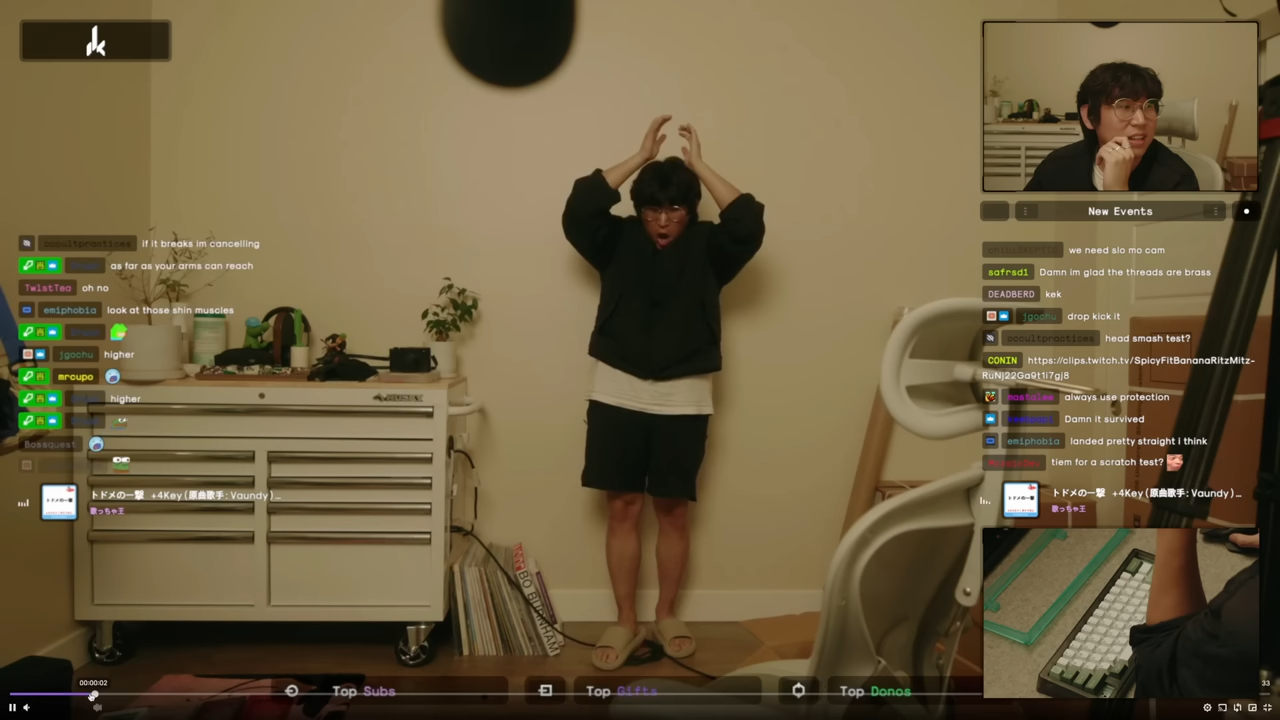 if it breaks im cancelling
as far as your arms can reach
TwlstTea oh no
emiphobia look at those shin muscles
jgochu higher
mrcupo
higher
Bossquest
トドメの一撃 +4Key(原曲歌手: Vaundy)...
歌っちゃ王
HUSKY
BO BURNHAM
00:00:02
Top Subs
Top Gifts
Top Donos
New Events
we need slo mo cam
safrsd1 Damn im glad the threads are brass
DEADBERD kek
jgochu drop kick it
occultpractices head smash test?
CONIN https://clips.twitch.tv/SpicyFitBananaRitzMitz-
RuNj22Ga9t1i7gj8
always use protection
Damn it survived
emiphobia landed pretty straight i think
tiem for a scratch test?
トドメの一撃 +4Key(原曲歌手: Vaundy)...
歌っちゃ王
33